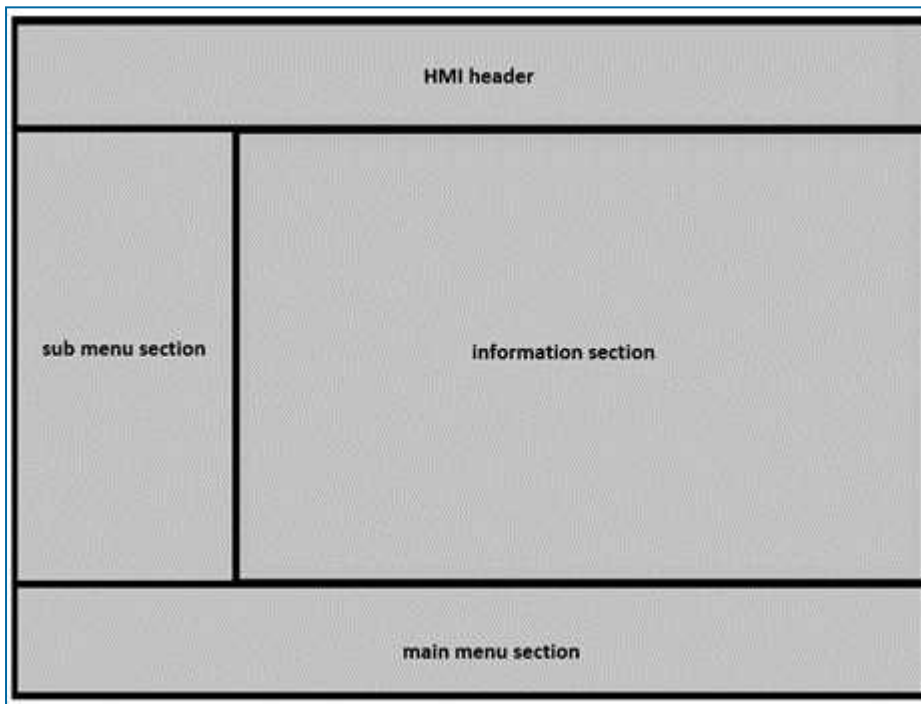 HMI header
sub menu section
information section
main menu section